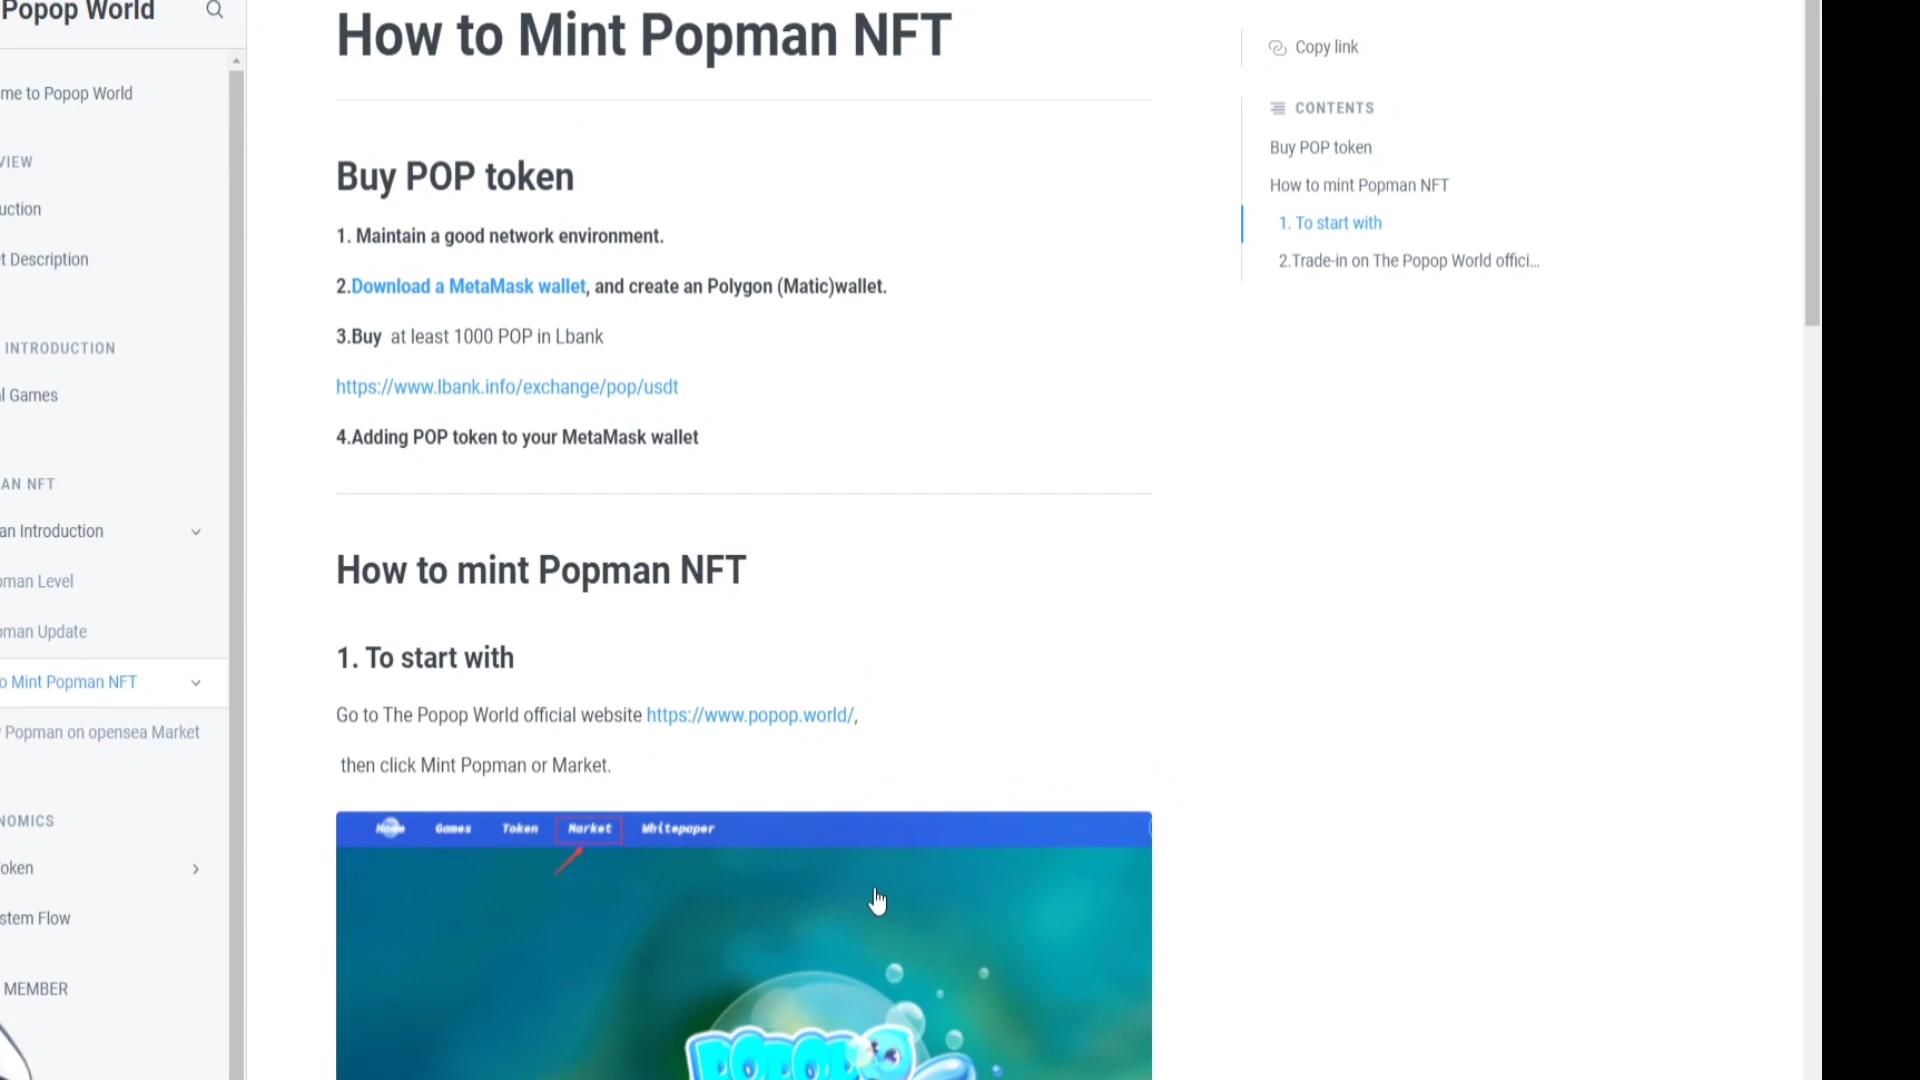 Popop World
me to Popop World
VIEW
uction
t Description
INTRODUCTION
l Games
AN NFT
an Introduction
oman Level
oman Update
o Mint Popman NFT
Popman on opensea Market
NOMICS
oken
stem Flow
MEMBER
How to Mint Popman NFT
Buy POP token
1. Maintain a good network environment.
2.Download a MetaMask wallet, and create an Polygon (Matic)wallet.
3.Buy at least 1000 POP in Lbank
https://www.lbank.info/exchange/pop/usdt
4.Adding POP token to your MetaMask wallet
How to mint Popman NFT
1. To start with
Go to The Popop World official website https://www.popop.world/,
then click Mint Popman or Market.
Home Games Token Market Whitepaper
POPOP
Copy link
CONTENTS
Buy POP token
How to mint Popman NFT
1. To start with
2.Trade-in on The Popop World offici...